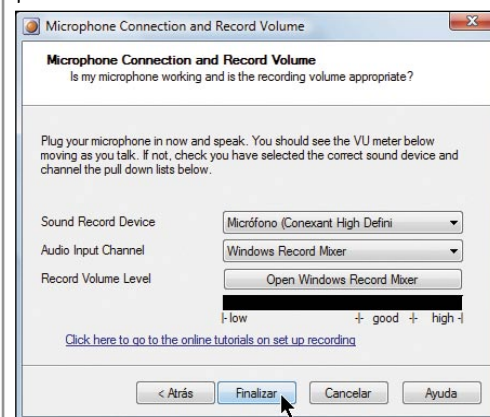 Microphone Connection and Record Volume
Microphone Connection and Record Volume
Is my microphone working and is the recording volume appropriate?
Plug your microphone in now and speak. You should see the VU meter below
moving as you talk. If not, check you have selected the correct sound device and
channel the pull down lists below.
Sound Record Device
Micrófono (Conexant High Defini
Audio Input Channel
Windows Record Mixer
Record Volume Level
Open Windows Record Mixer
|- low -|- good -|- high -|
Click here to go to the online tutorials on set up recording
< Atrás Finalizar Cancelar Ayuda